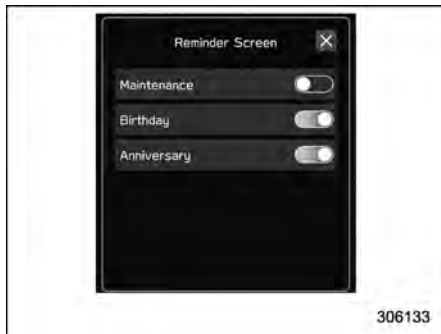 Reminder Screen
Maintenance
Birthday
Anniversary
306133